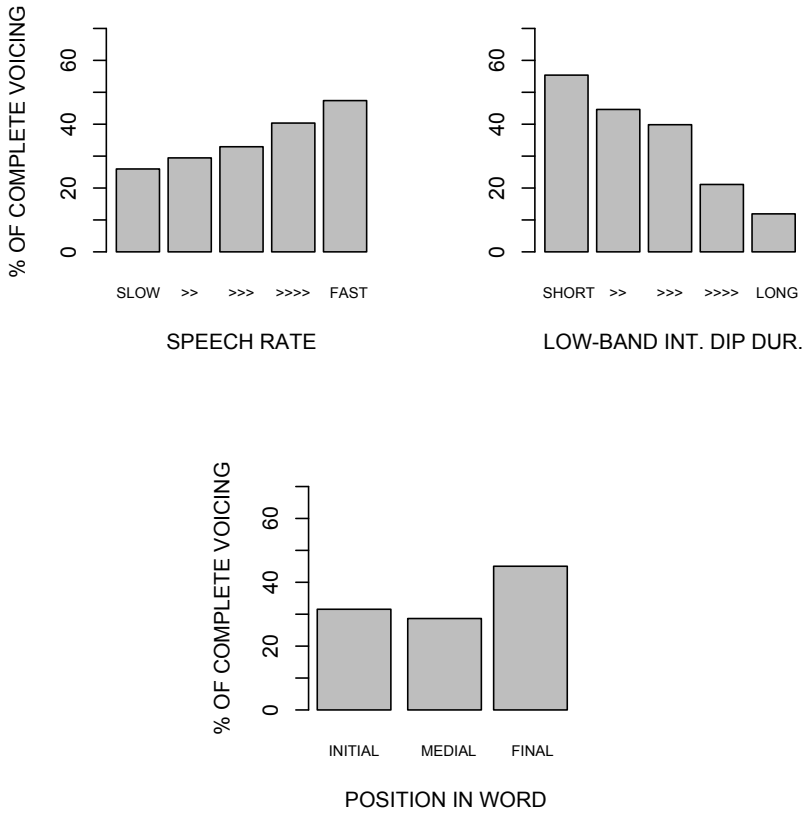 % OF COMPLETE VOICING
0 20 40 60
SLOW >> >>> >>>> FAST
SPEECH RATE
0 20 40 60
SHORT >> >>> >>>> LONG
LOW-BAND INT. DIP DUR.
% OF COMPLETE VOICING
0 20 40 60
INITIAL MEDIAL FINAL
POSITION IN WORD